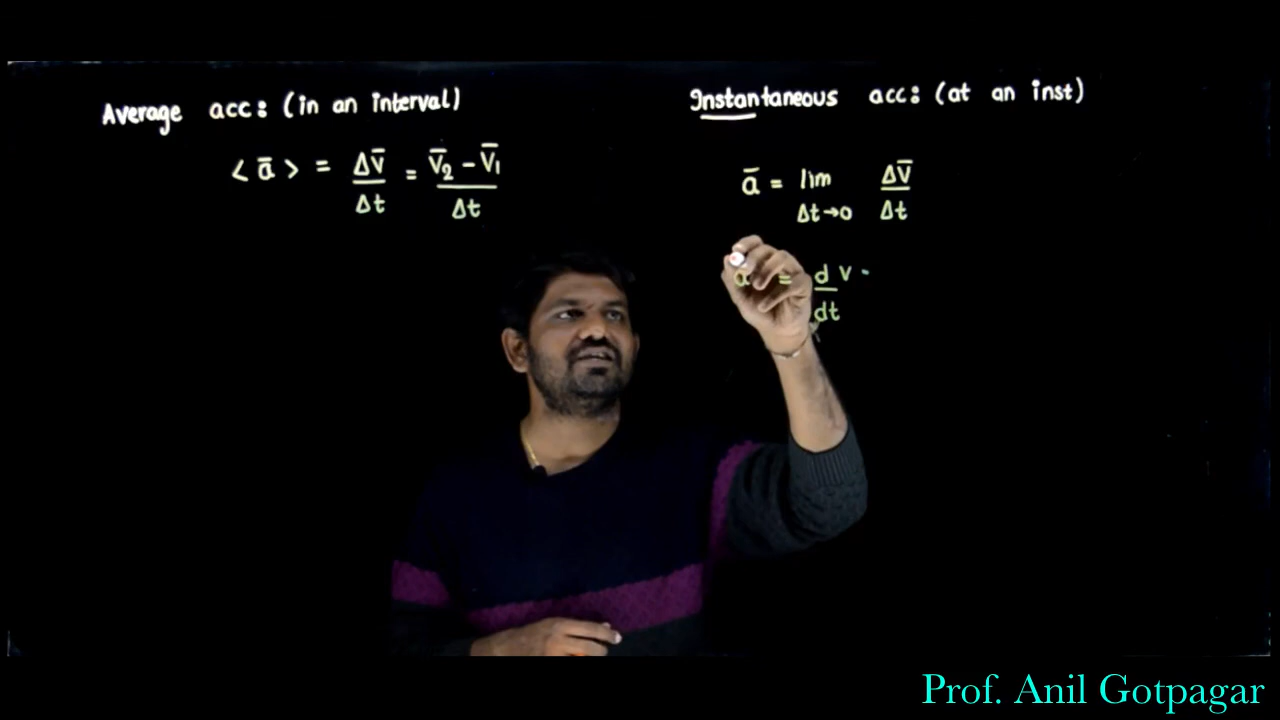 Average acc: (in an interval)
< ā > = Δv̄/Δt = (v̄₂ - v̄₁)/Δt
Instantaneous acc: (at an inst)
ā = lim Δt→0 Δv̄/Δt
a = d/dt v
Prof. Anil Gotpagar